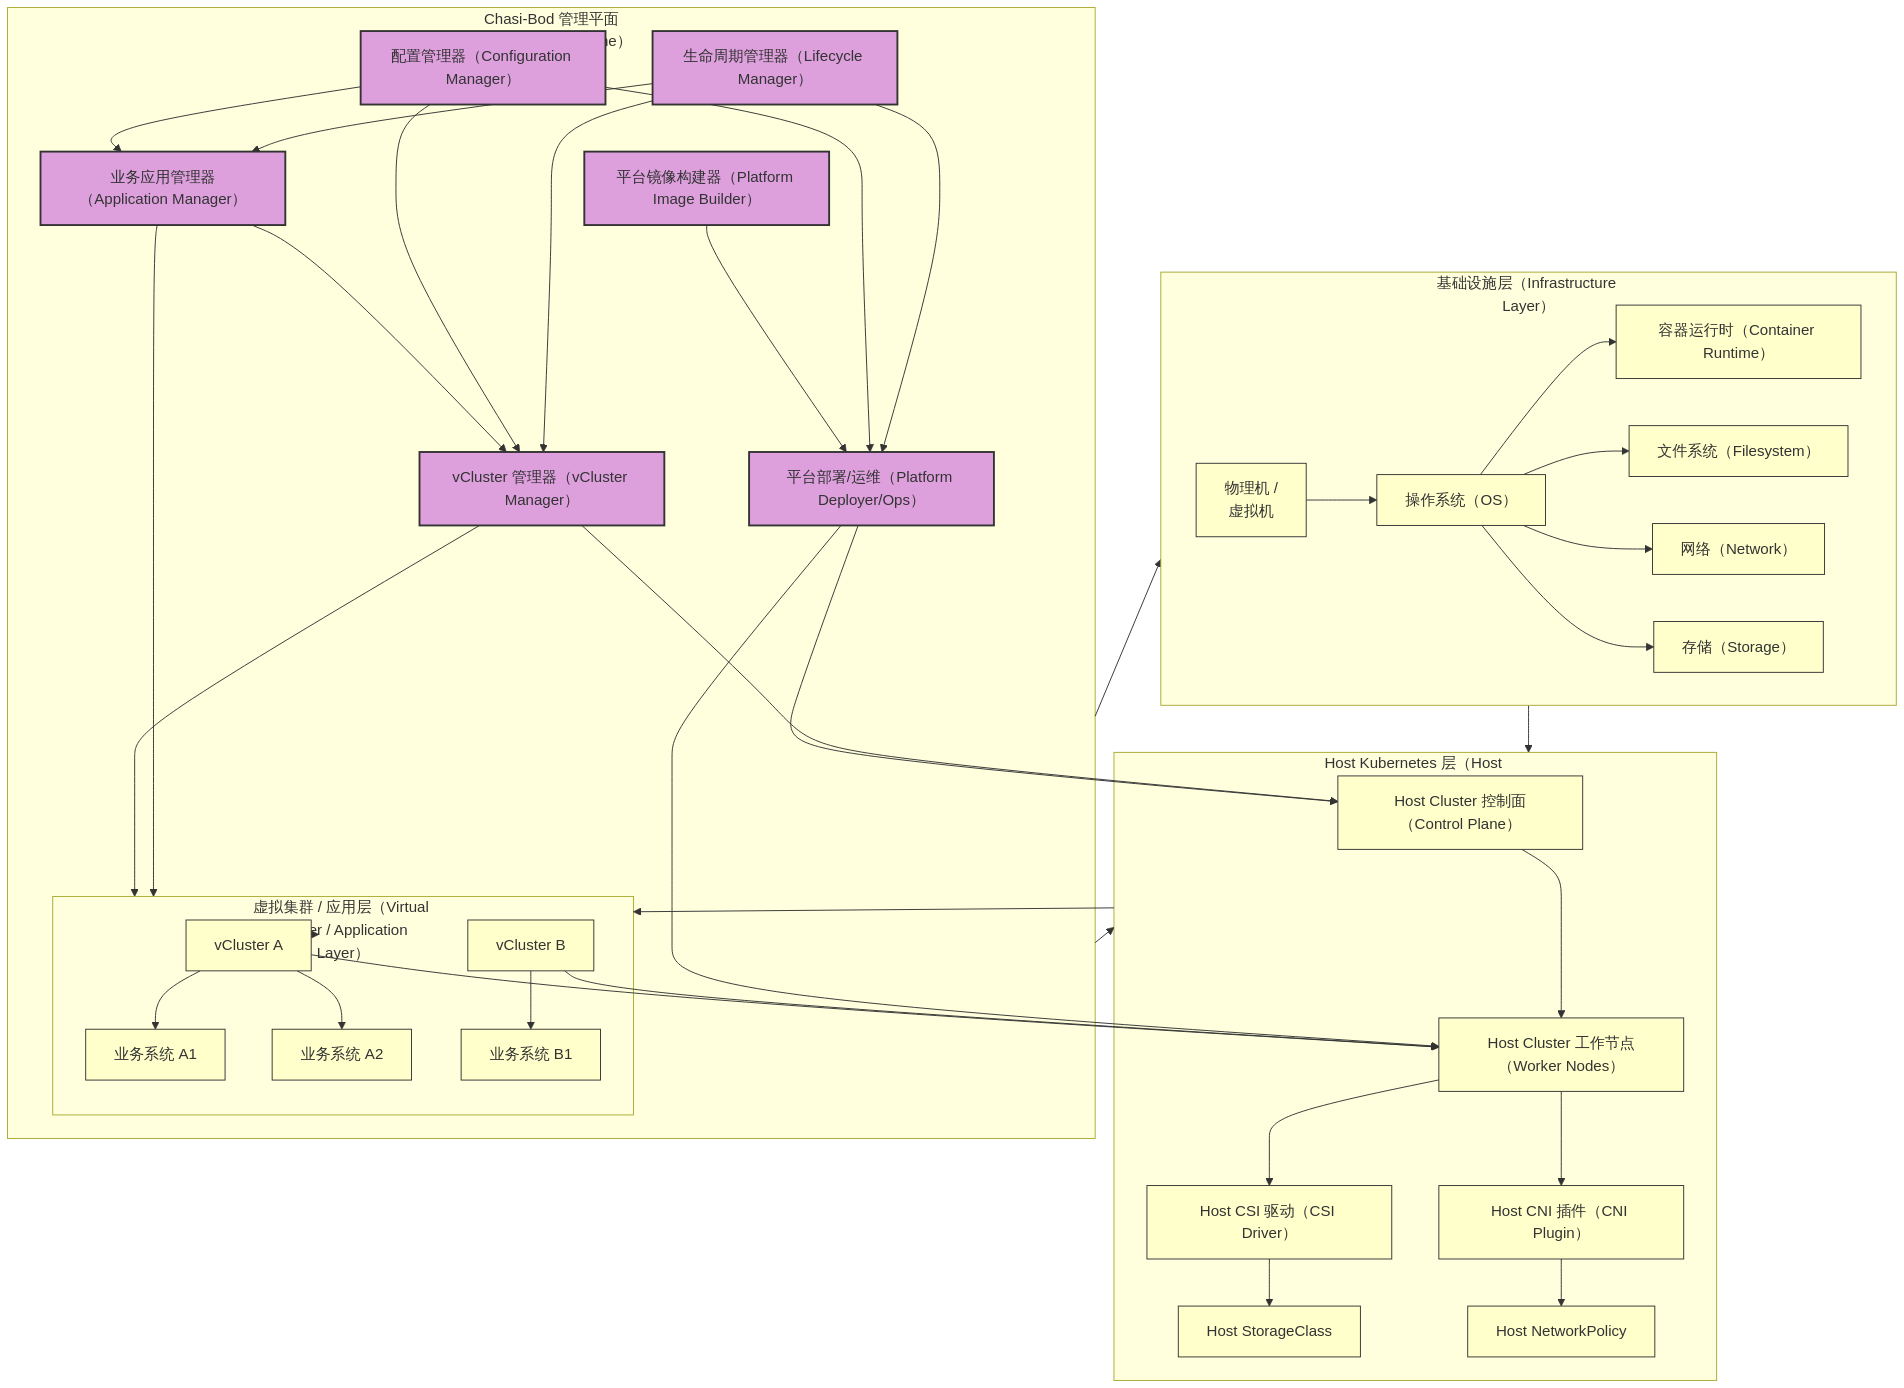 Chasi-Bod 管理平面
ne）
配置管理器（Configuration
Manager）
生命周期管理器（Lifecycle
Manager）
业务应用管理器
（Application Manager）
平台镜像构建器（Platform
Image Builder）
vCluster 管理器（vCluster
Manager）
平台部署/运维（Platform
Deployer/Ops）
虚拟集群 / 应用层（Virtual
er / Application
Layer）
vCluster A
vCluster B
业务系统 A1
业务系统 A2
业务系统 B1
基础设施层（Infrastructure
Layer）
容器运行时（Container
Runtime）
文件系统（Filesystem）
物理机 /
虚拟机
操作系统（OS）
网络（Network）
存储（Storage）
Host Kubernetes 层（Host
Host Cluster 控制面
（Control Plane）
Host Cluster 工作节点
（Worker Nodes）
Host CSI 驱动（CSI
Driver）
Host CNI 插件（CNI
Plugin）
Host StorageClass
Host NetworkPolicy